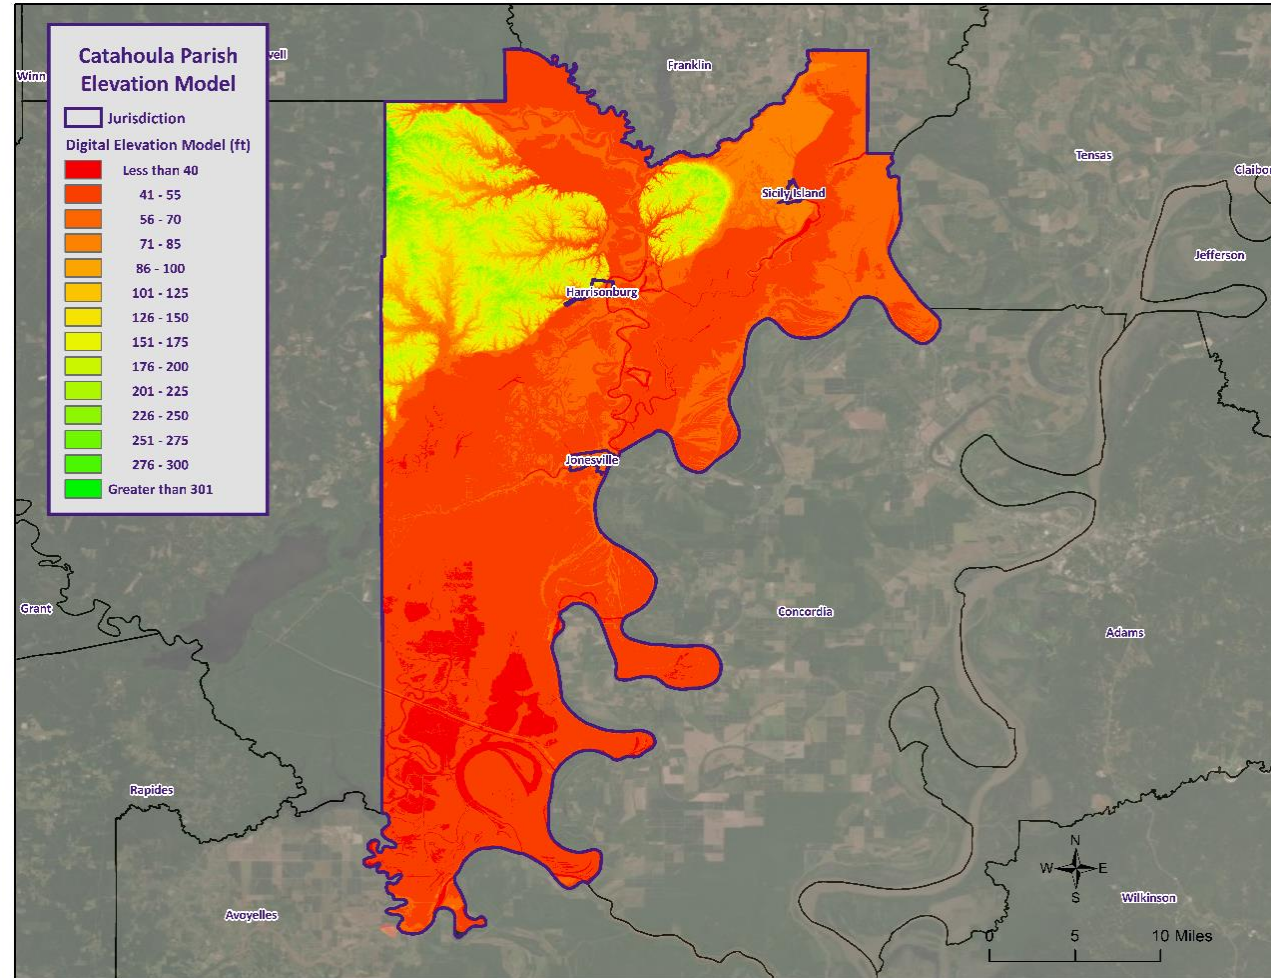 Catahoula Parish
Elevation Model
Jurisdiction
Digital Elevation Model (ft)
Less than 40
41 - 55
56 - 70
71 - 85
86 - 100
101 - 125
126 - 150
151 - 175
176 - 200
201 - 225
226 - 250
251 - 275
276 - 300
Greater than 301
Winn
vell
Franklin
Tensas
Claibor
Sicily Island
Jefferson
Harrisonburg
Jonesville
Grant
Concordia
Adams
Rapides
Avoyelles
Wilkinson
N
W
E
S
0 5 10 Miles